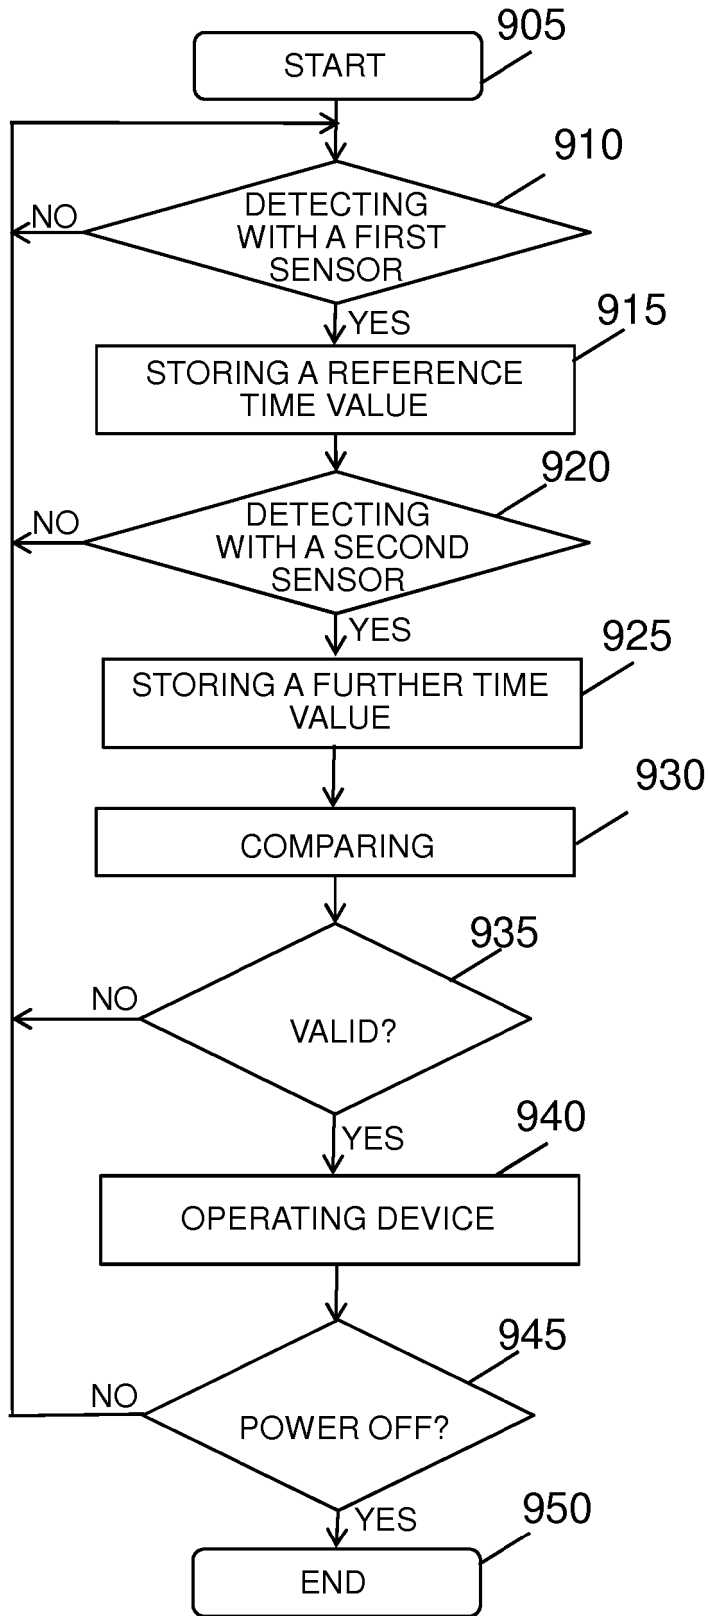 905
START
910
NO
DETECTING
WITH A FIRST
SENSOR
YES
915
STORING A REFERENCE
TIME VALUE
920
NO
DETECTING
WITH A SECOND
SENSOR
YES
925
STORING A FURTHER TIME
VALUE
930
COMPARING
935
NO
VALID?
YES
940
OPERATING DEVICE
945
NO
POWER OFF?
YES
950
END